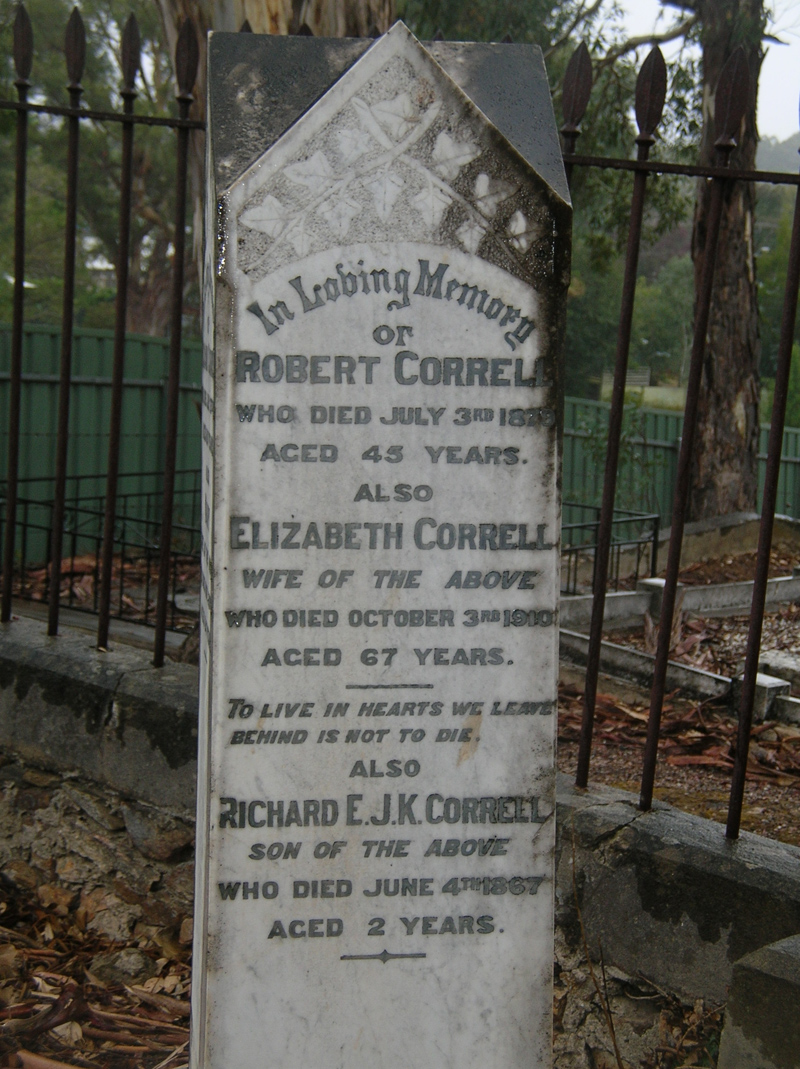 In Loving Memory
OF
ROBERT CORRELL
WHO DIED JULY 3RD
AGED 45 YEARS.
ALSO
ELIZABETH CORRELL
WIFE OF THE ABOVE
WHO DIED OCTOBER 3RD 1910
AGED 67 YEARS.
TO LIVE IN HEARTS WE LEAVE
BEHIND IS NOT TO DIE.
ALSO
RICHARD E.J.K. CORRELL
SON OF THE ABOVE
WHO DIED JUNE 4TH 1867
AGED 2 YEARS.